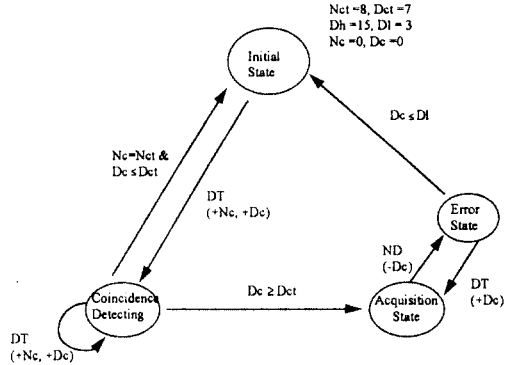 Nct =8, Dct =7
Dh =15, Dl = 3
Nc =0, Dc =0
Initial
State
Dc ≤ Dl
Nc=Nct &
Dc ≤ Dct
DT
(+Nc, +Dc)
Error
State
ND
(-Dc)
DT
(+Dc)
Coincidence
Detecting
Dc ≥ Dct
Acquisition
State
DT
(+Nc, +Dc)